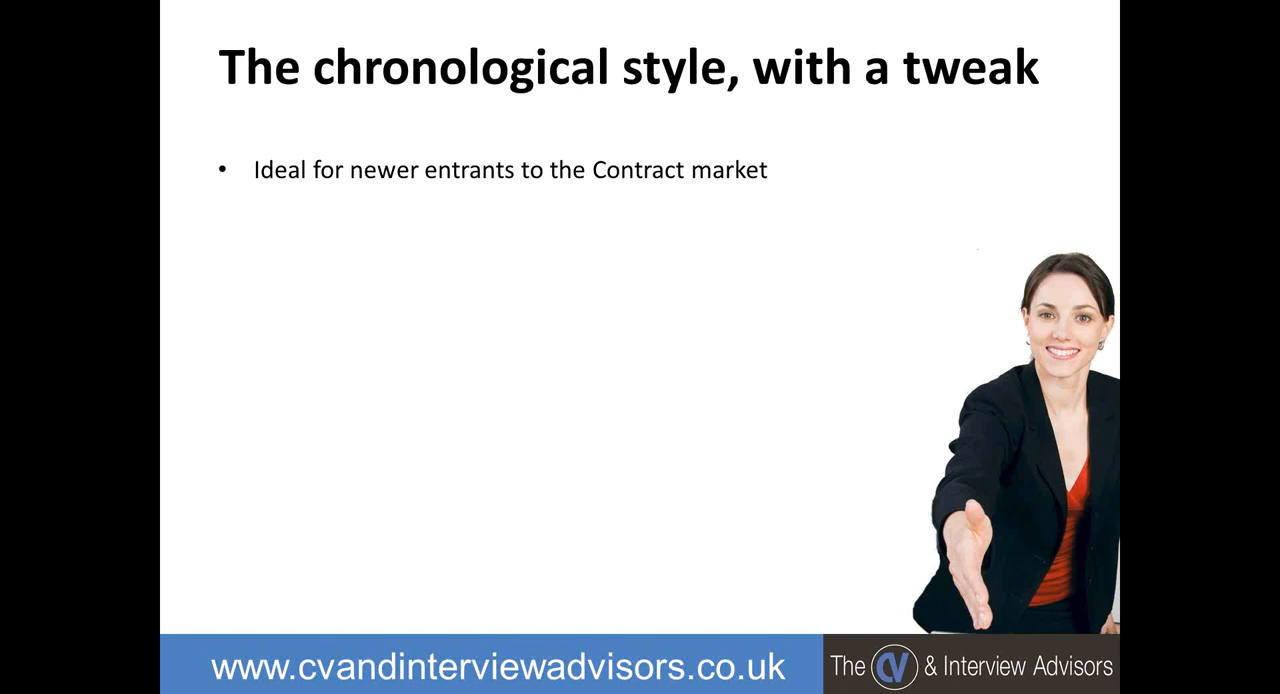 The chronological style, with a tweak
• Ideal for newer entrants to the Contract market
www.cvandinterviewadvisors.co.uk
The CV & Interview Advisors